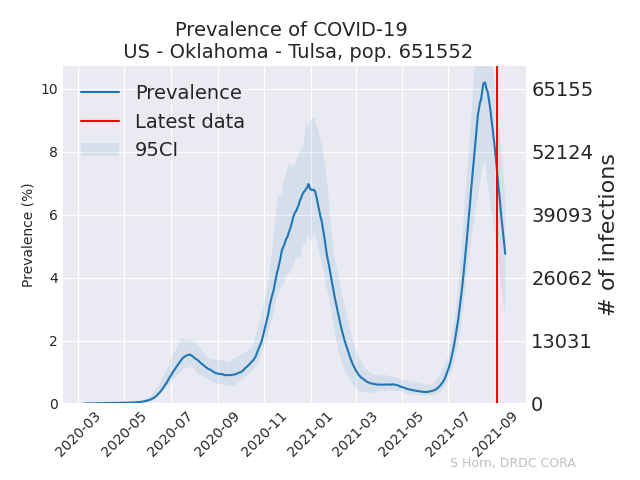 Prevalence of COVID-19
US - Oklahoma - Tulsa, pop. 651552
Prevalence
Latest data
95CI
Prevalence (%)
10
8
6
4
2
0
65155
52124
39093
26062
13031
0
# of infections
2020-03
2020-05
2020-07
2020-09
2020-11
2021-01
2021-03
2021-05
2021-07
2021-09
S Horn, DRDC CORA